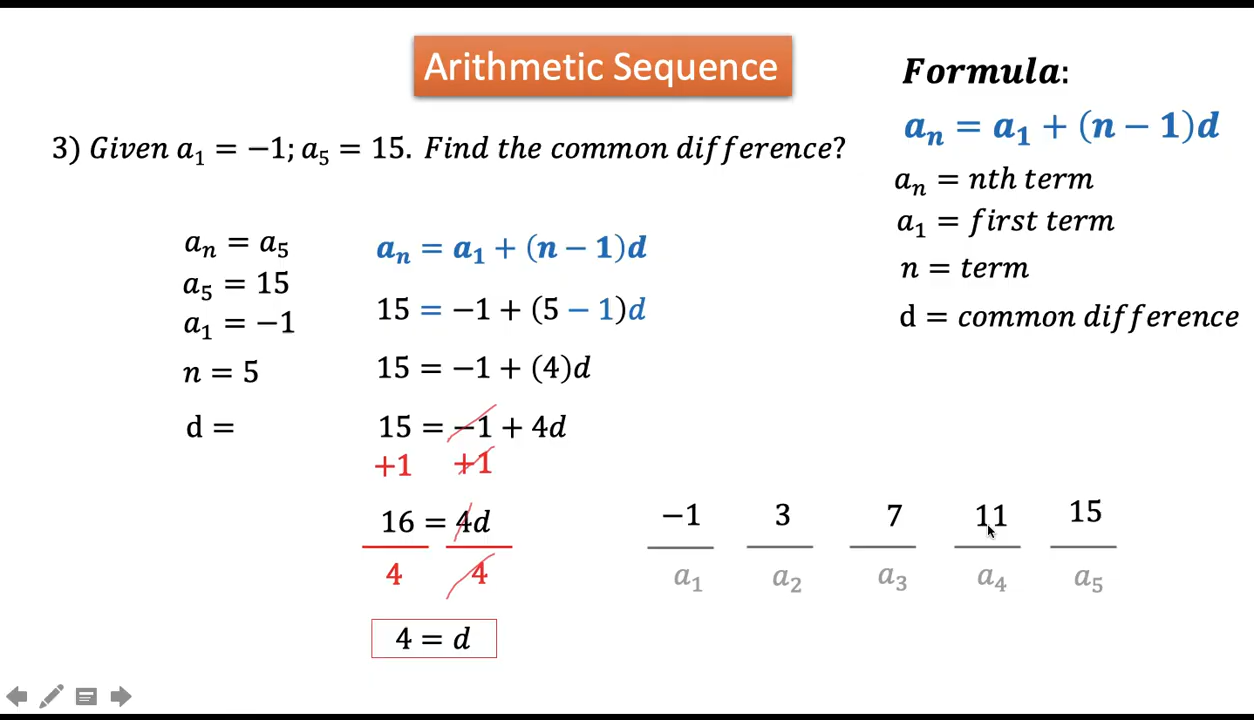 Arithmetic Sequence
3) Given a₁ = −1; a₅ = 15. Find the common difference?
Formula:
aₙ = a₁ + (n − 1)d
aₙ = nth term
a₁ = first term
n = term
d = common difference
aₙ = a₅
a₅ = 15
a₁ = −1
n = 5
d =
aₙ = a₁ + (n − 1)d
15 = −1 + (5 − 1)d
15 = −1 + (4)d
15 = −1 + 4d
+1 +1
16 = 4d
4 4
4 = d
−1 3 7 11 15
a₁ a₂ a₃ a₄ a₅